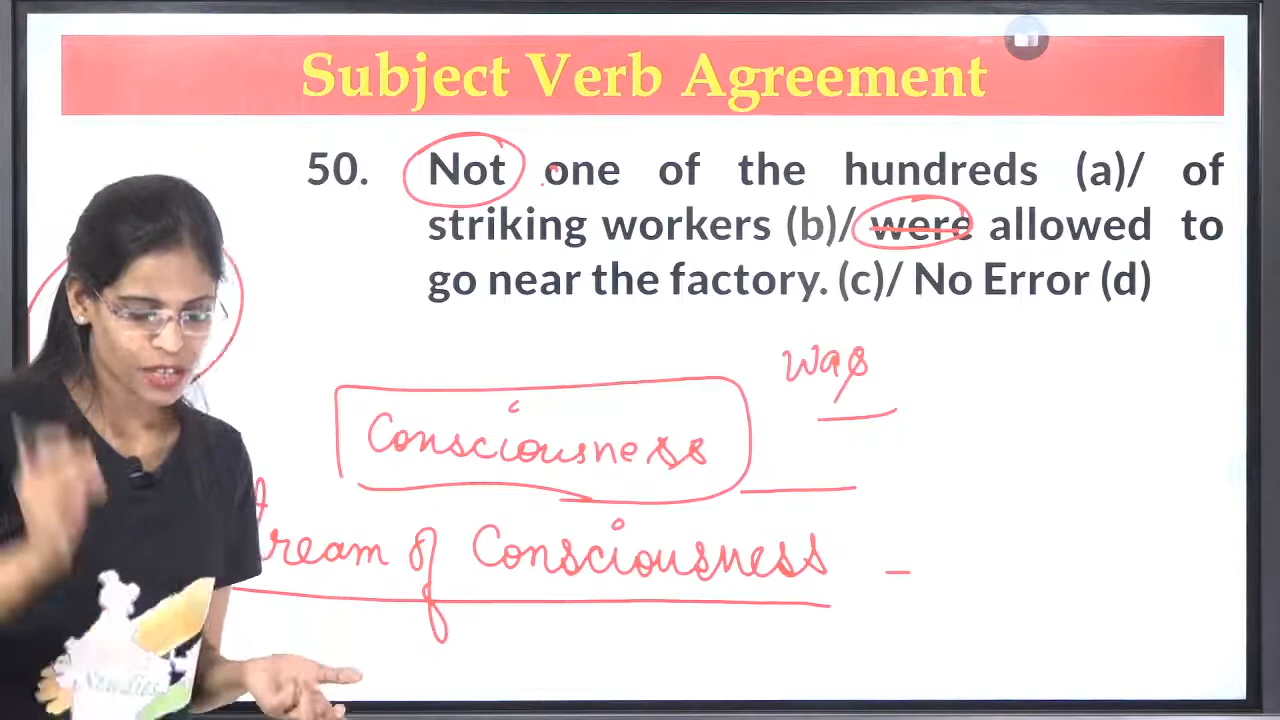 Subject Verb Agreement
50. Not one of the hundreds (a)/ of
striking workers (b)/ were allowed to
go near the factory. (c)/ No Error (d)
was
Consciousness
tream of Consciousness -